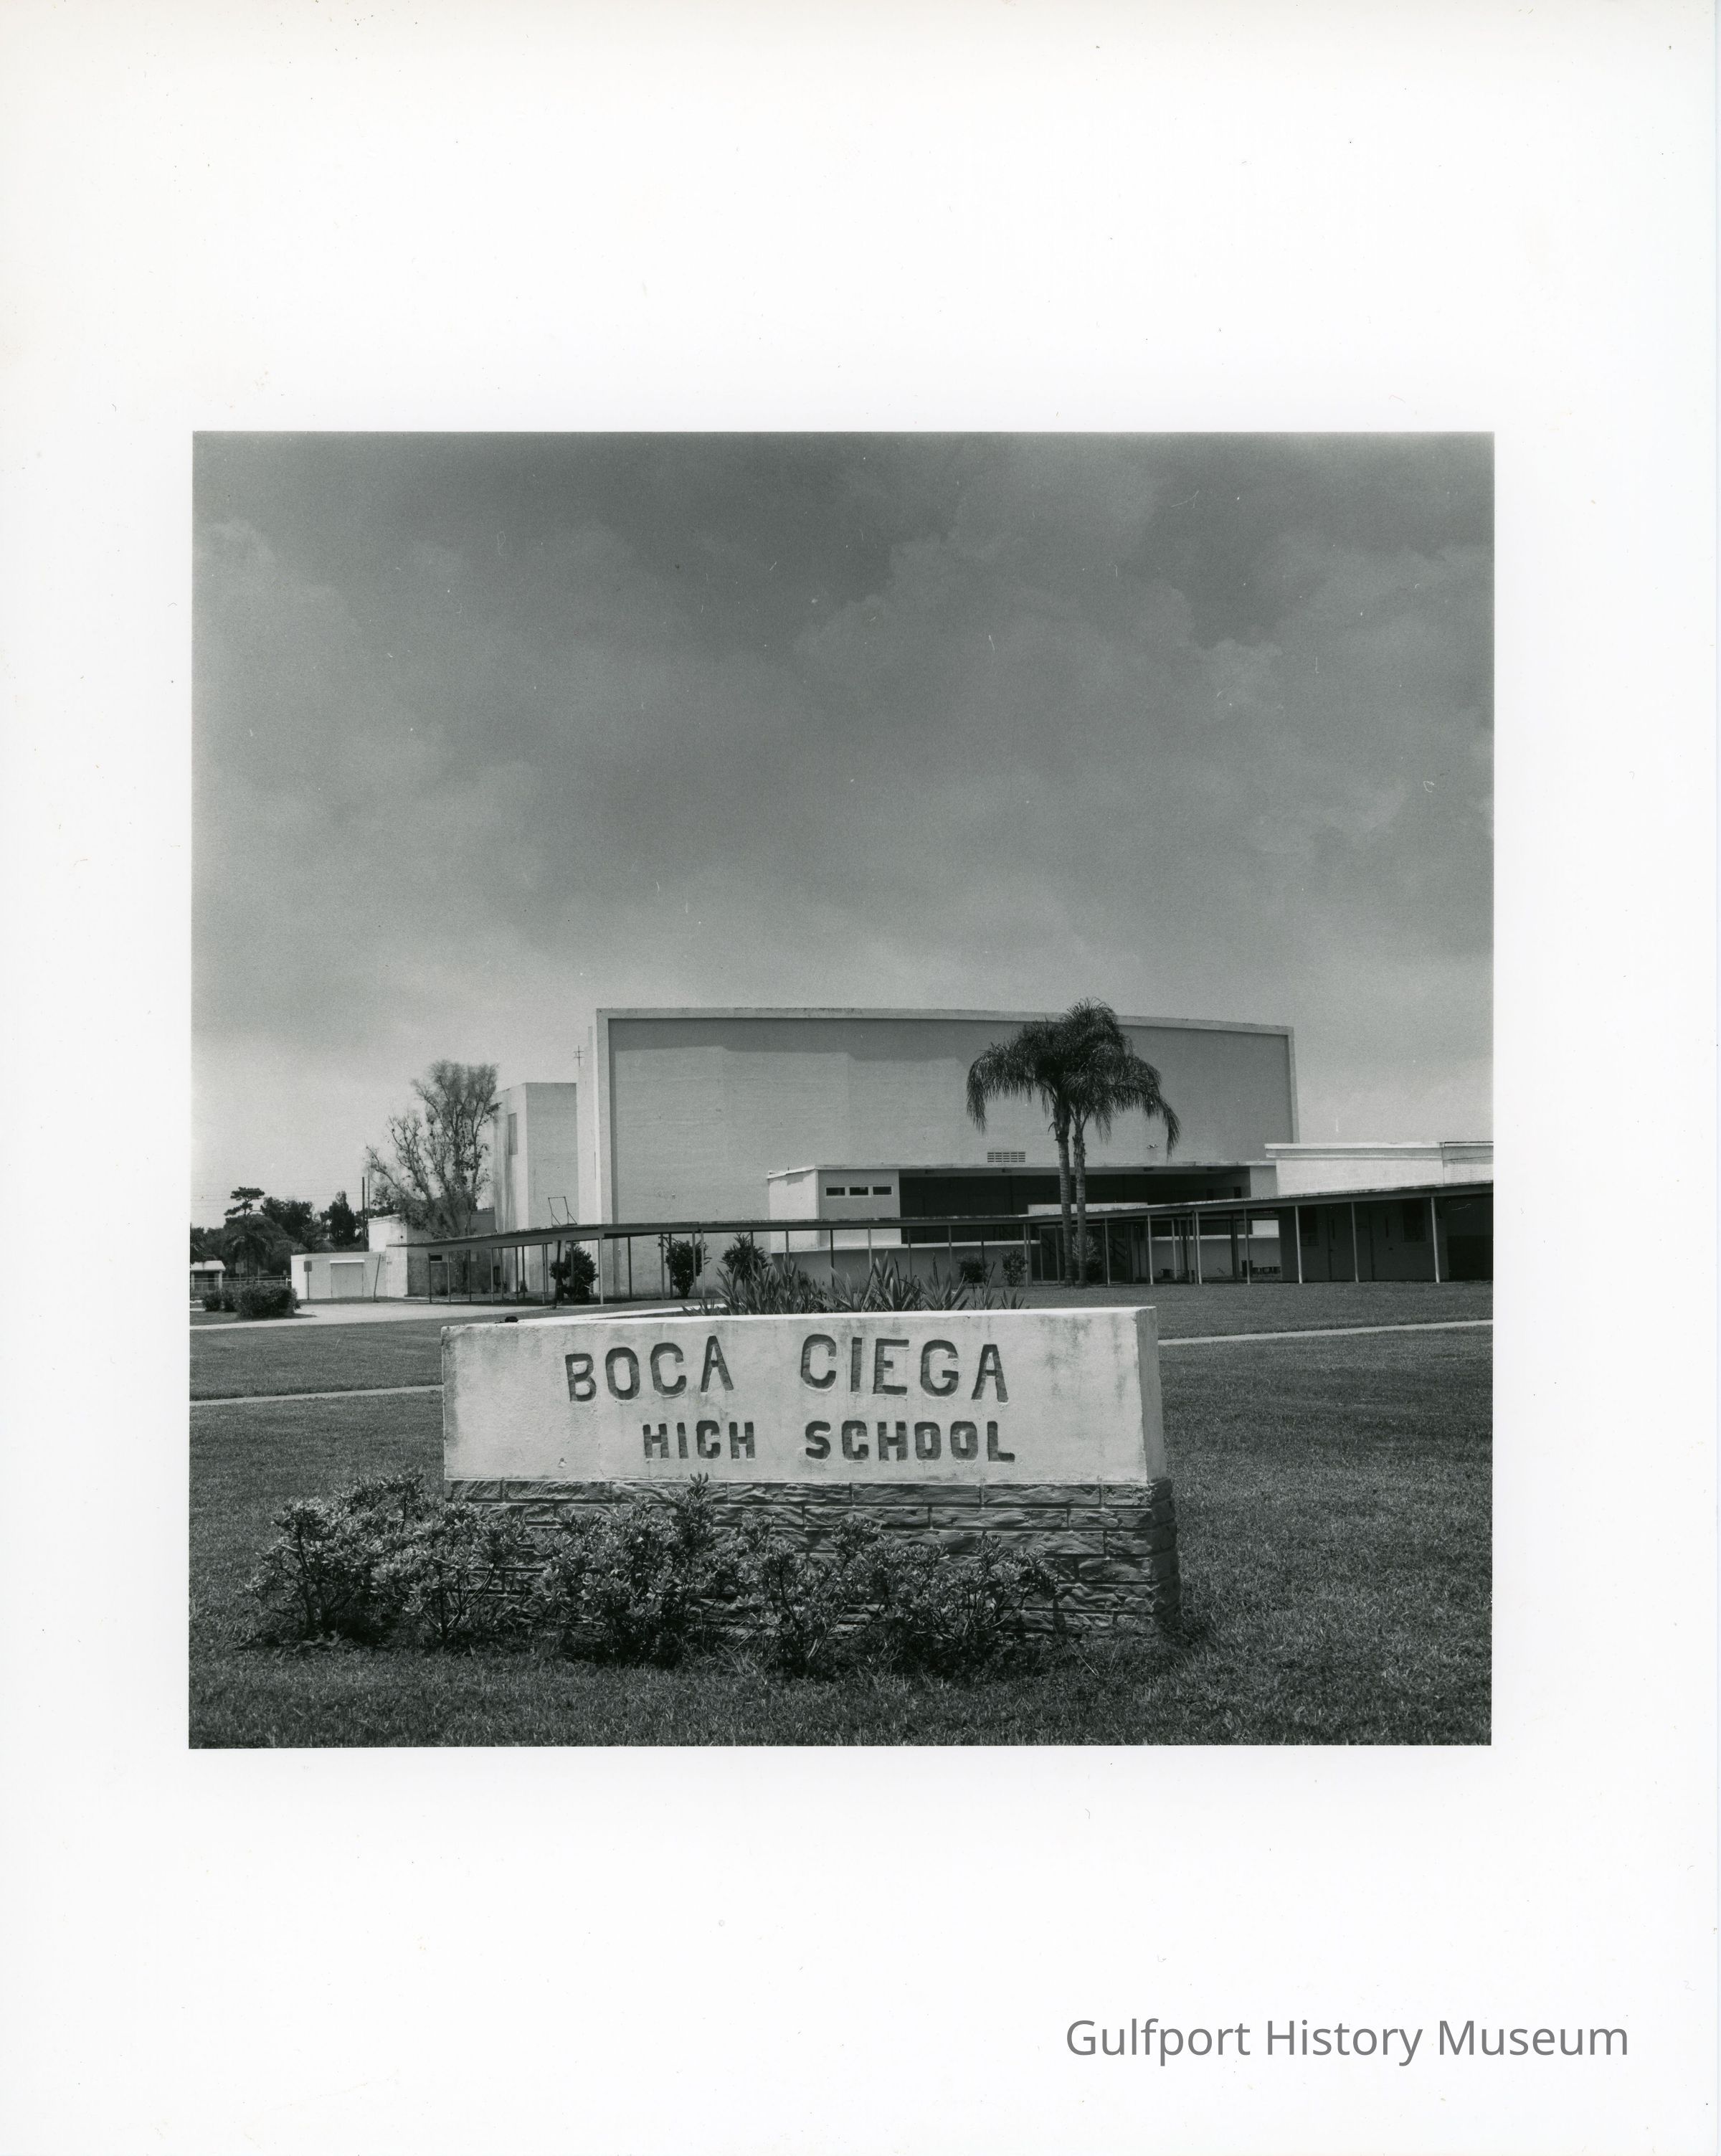 BOCA CIEGA
HIGH SCHOOL
Gulfport History Museum